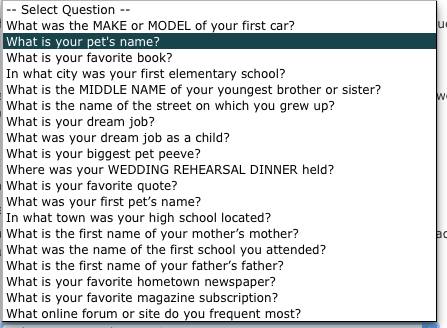 -- Select Question --
What was the MAKE or MODEL of your first car?
What is your pet's name?
What is your favorite book?
In what city was your first elementary school?
What is the MIDDLE NAME of your youngest brother or sister?
What is the name of the street on which you grew up?
What is your dream job?
What was your dream job as a child?
What is your biggest pet peeve?
Where was your WEDDING REHEARSAL DINNER held?
What is your favorite quote?
What was your first pet’s name?
In what town was your high school located?
What is the first name of your mother’s mother?
What was the name of the first school you attended?
What is the first name of your father’s father?
What is your favorite hometown newspaper?
What is your favorite magazine subscription?
What online forum or site do you frequent most?